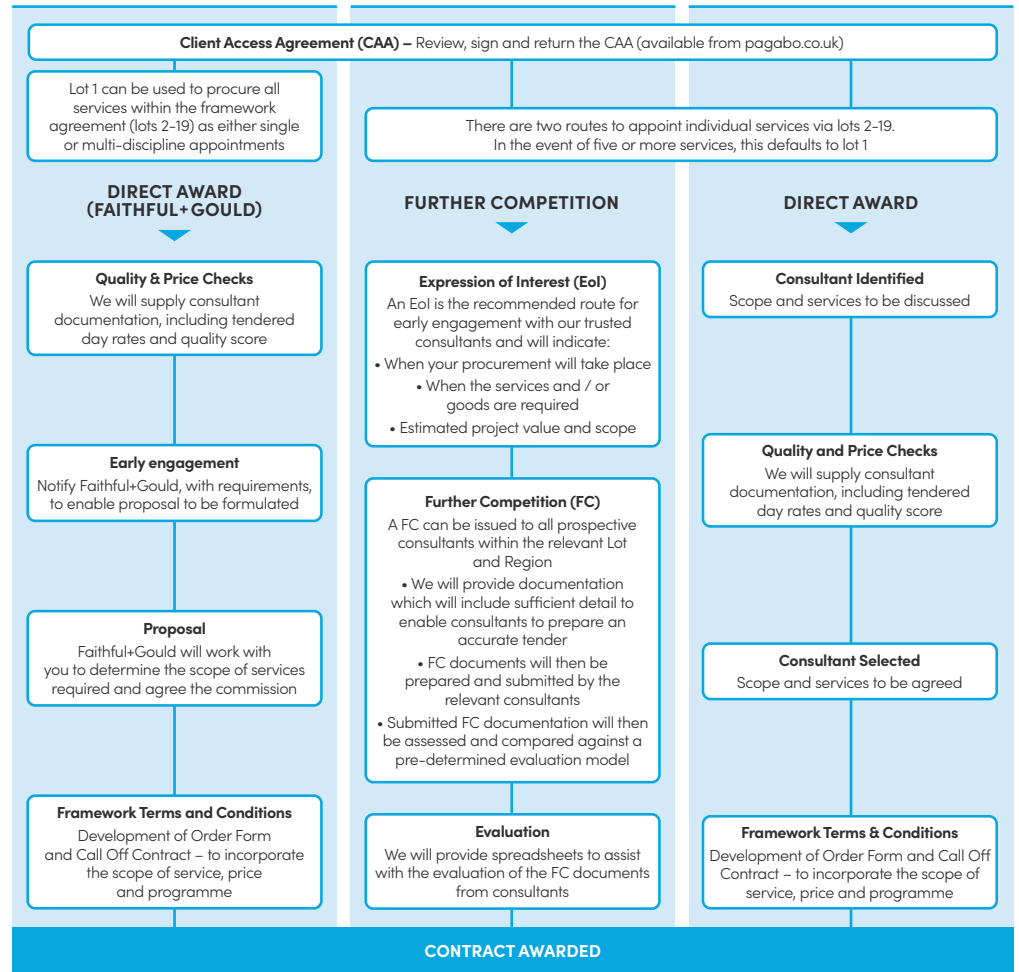 Client Access Agreement (CAA) – Review, sign and return the CAA (available from pagabo.co.uk)
Lot 1 can be used to procure all
services within the framework
agreement (lots 2-19) as either single
or multi-discipline appointments
There are two routes to appoint individual services via lots 2-19.
In the event of five or more services, this defaults to lot 1
DIRECT AWARD
(FAITHFUL+GOULD)
Quality & Price Checks
We will supply consultant
documentation, including tendered
day rates and quality score
Early engagement
Notify Faithful+Gould, with requirements,
to enable proposal to be formulated
Proposal
Faithful+Gould will work with
you to determine the scope of services
required and agree the commission
Framework Terms and Conditions
Development of Order Form
and Call Off Contract – to incorporate
the scope of service, price
and programme
FURTHER COMPETITION
Expression of Interest (EoI)
An EoI is the recommended route for
early engagement with our trusted
consultants and will indicate:
• When your procurement will take place
• When the services and / or
goods are required
• Estimated project value and scope
Further Competition (FC)
A FC can be issued to all prospective
consultants within the relevant Lot
and Region
• We will provide documentation
which will include sufficient detail to
enable consultants to prepare an
accurate tender
• FC documents will then be
prepared and submitted by the
relevant consultants
• Submitted FC documentation will then
be assessed and compared against a
pre-determined evaluation model
Evaluation
We will provide spreadsheets to assist
with the evaluation of the FC documents
from consultants
DIRECT AWARD
Consultant Identified
Scope and services to be discussed
Quality and Price Checks
We will supply consultant
documentation, including tendered
day rates and quality score
Consultant Selected
Scope and services to be agreed
Framework Terms & Conditions
Development of Order Form and Call Off
Contract – to incorporate the scope of
service, price and programme
CONTRACT AWARDED